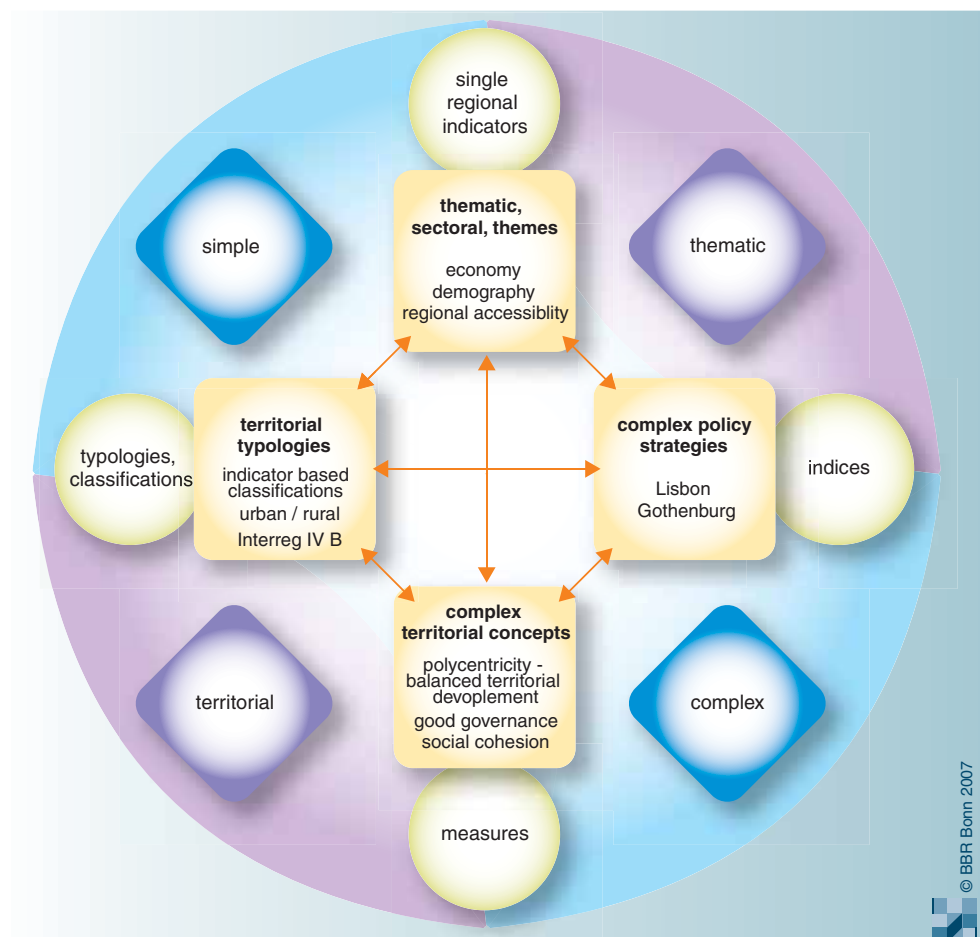 single
regional
indicators
thematic,
sectoral, themes
economy
demography
regional accessiblity
simple
thematic
typologies,
classifications
territorial
typologies
indicator based
classifications
urban / rural
Interreg IV B
complex policy
strategies
Lisbon
Gothenburg
indices
complex
territorial concepts
polycentricity -
balanced territorial
devoplement
good governance
social cohesion
territorial
complex
measures
© BBR Bonn 2007